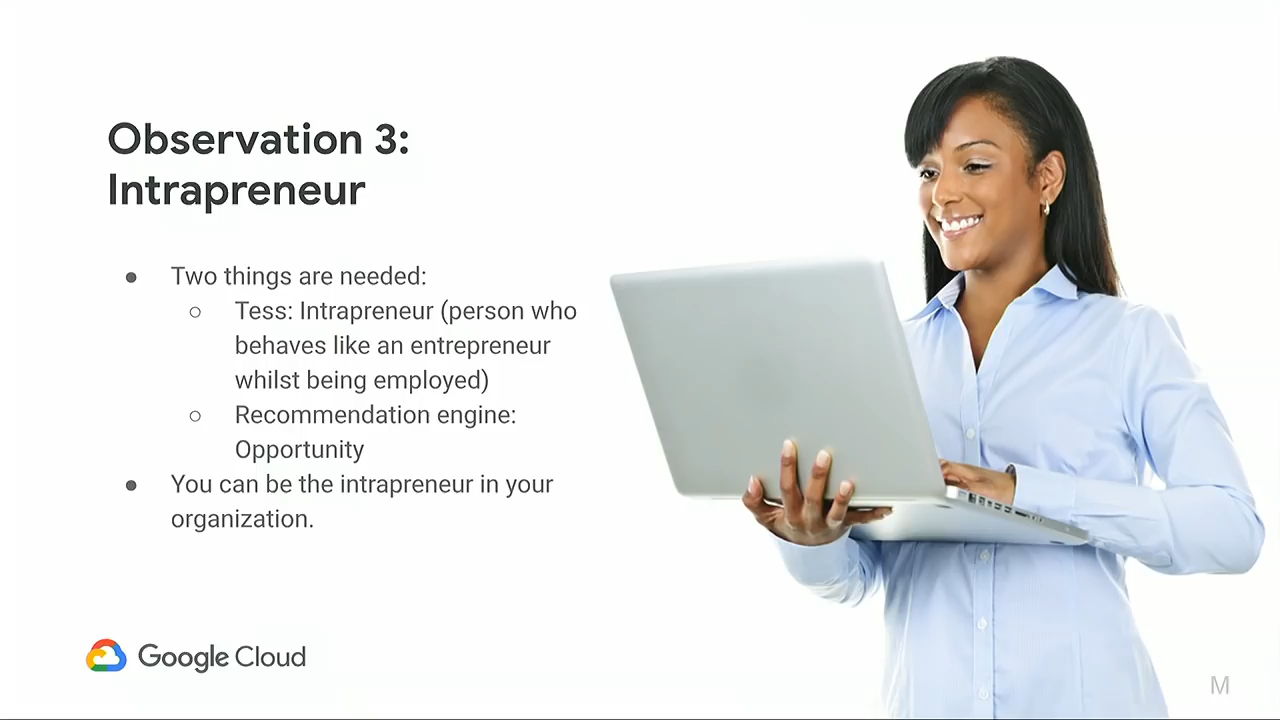 Observation 3:
Intrapreneur
● Two things are needed:
○ Tess: Intrapreneur (person who
behaves like an entrepreneur
whilst being employed)
○ Recommendation engine:
Opportunity
● You can be the intrapreneur in your
organization.
Google Cloud
M